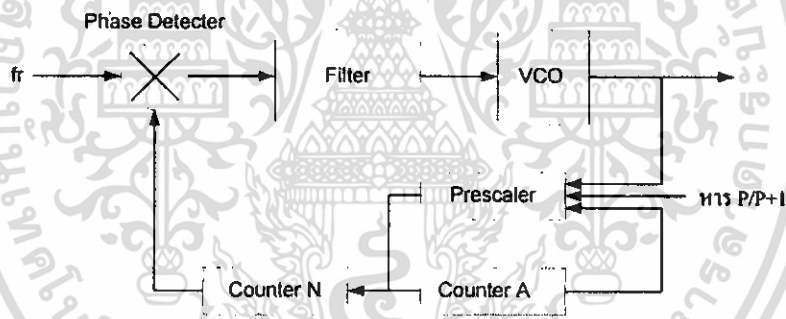 Phase Detecter
fr
Filter
VCO
Prescaler
หาร P/P+1
Counter N
Counter A